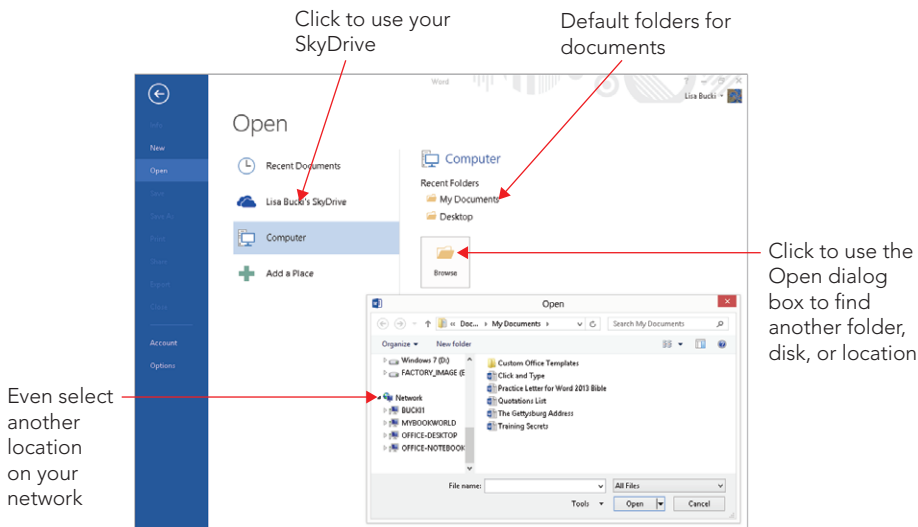 Click to use your
SkyDrive
Default folders for
documents
Word
Lisa Bucki
Info
Open
New
Open
Save
Save As
Print
Share
Export
Close
Account
Options
Recent Documents
Lisa Bucki's SkyDrive
Computer
Add a Place
Computer
Recent Folders
My Documents
Desktop
Browse
Click to use the
Open dialog
box to find
another folder,
disk, or location
Open
« Doc... My Documents
Search My Documents
Organize New folder
Windows 7 (D:)
FACTORY_IMAGE (E
Network
BUCKI1
MYBOOKWORLD
OFFICE-DESKTOP
OFFICE-NOTEBOOK
Custom Office Templates
Click and Type
Practice Letter for Word 2013 Bible
Quotations List
The Gettysburg Address
Training Secrets
File name:
All Files
Tools Open Cancel
Even select
another
location
on your
network